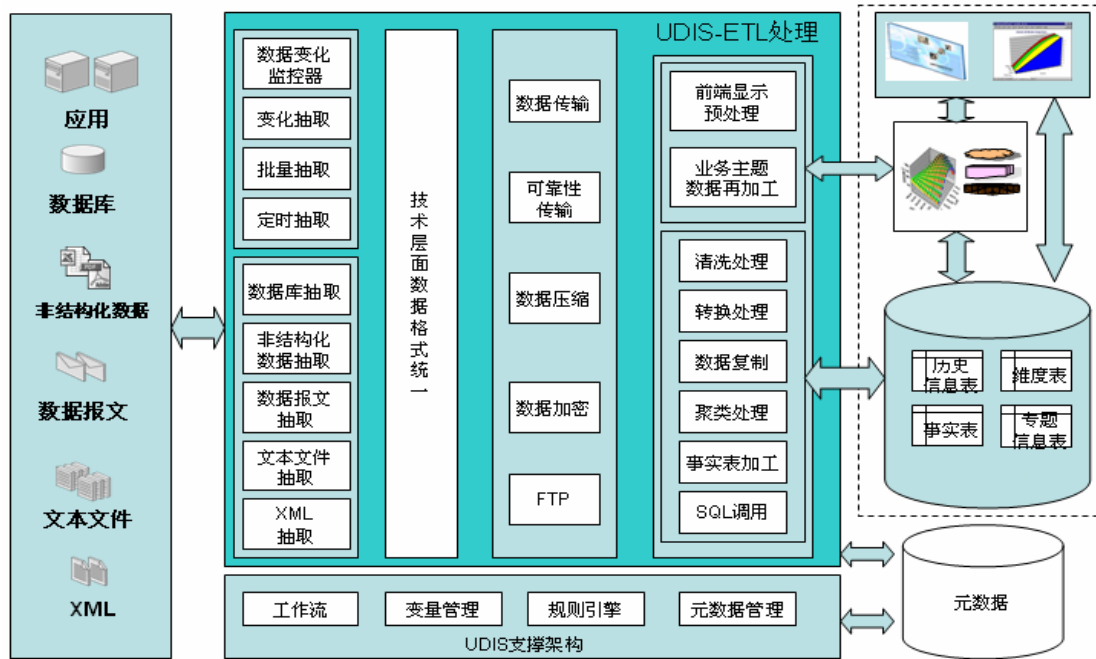 应用
数据库
非结构化数据
数据报文
文本文件
XML
UDIS-ETL处理
数据变化
监控器
变化抽取
批量抽取
定时抽取
数据库抽取
非结构化
数据抽取
数据报文
抽取
文本文件
抽取
XML
抽取
技术层面数据格式统一
数据传输
可靠性
传输
数据压缩
数据加密
FTP
前端显示
预处理
业务主题
数据再加工
清洗处理
转换处理
数据复制
聚类处理
事实表加工
SQL调用
历史
信息表
维度表
事实表
专题
信息表
元数据
工作流
变量管理
规则引擎
元数据管理
UDIS支撑架构